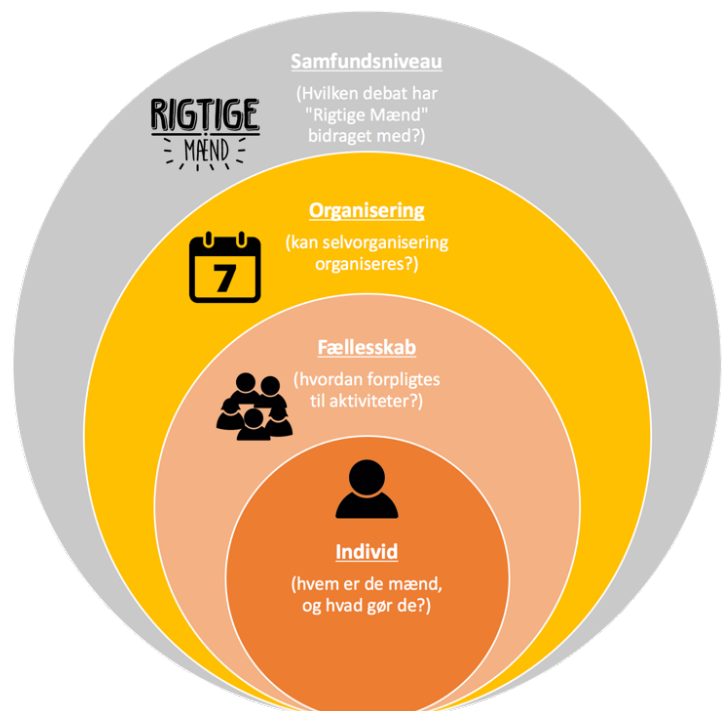 Samfundsniveau
(Hvilken debat har
"Rigtige Mænd"
bidraget med?)
RIGTIGE
MÆND
Organisering
(kan selvorganisering
organiseres?)
7
Fællesskab
(hvordan forpligtes
til aktiviteter?)
Individ
(hvem er de mænd,
og hvad gør de?)